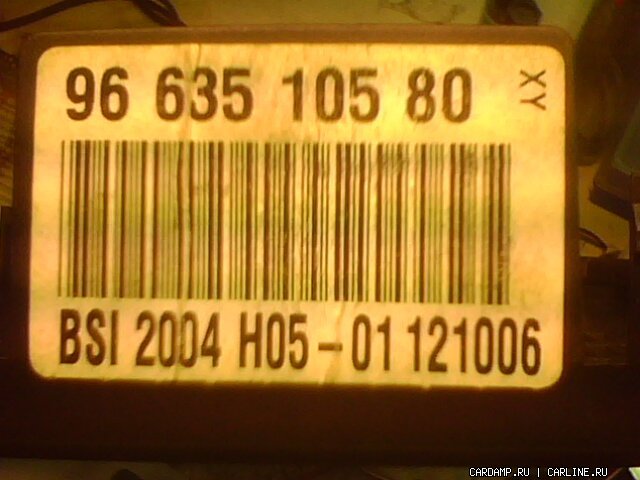 96 635 105 80
XY
BSI 2004 H05-01 121006
CARDAMP.RU | CARLINE.RU